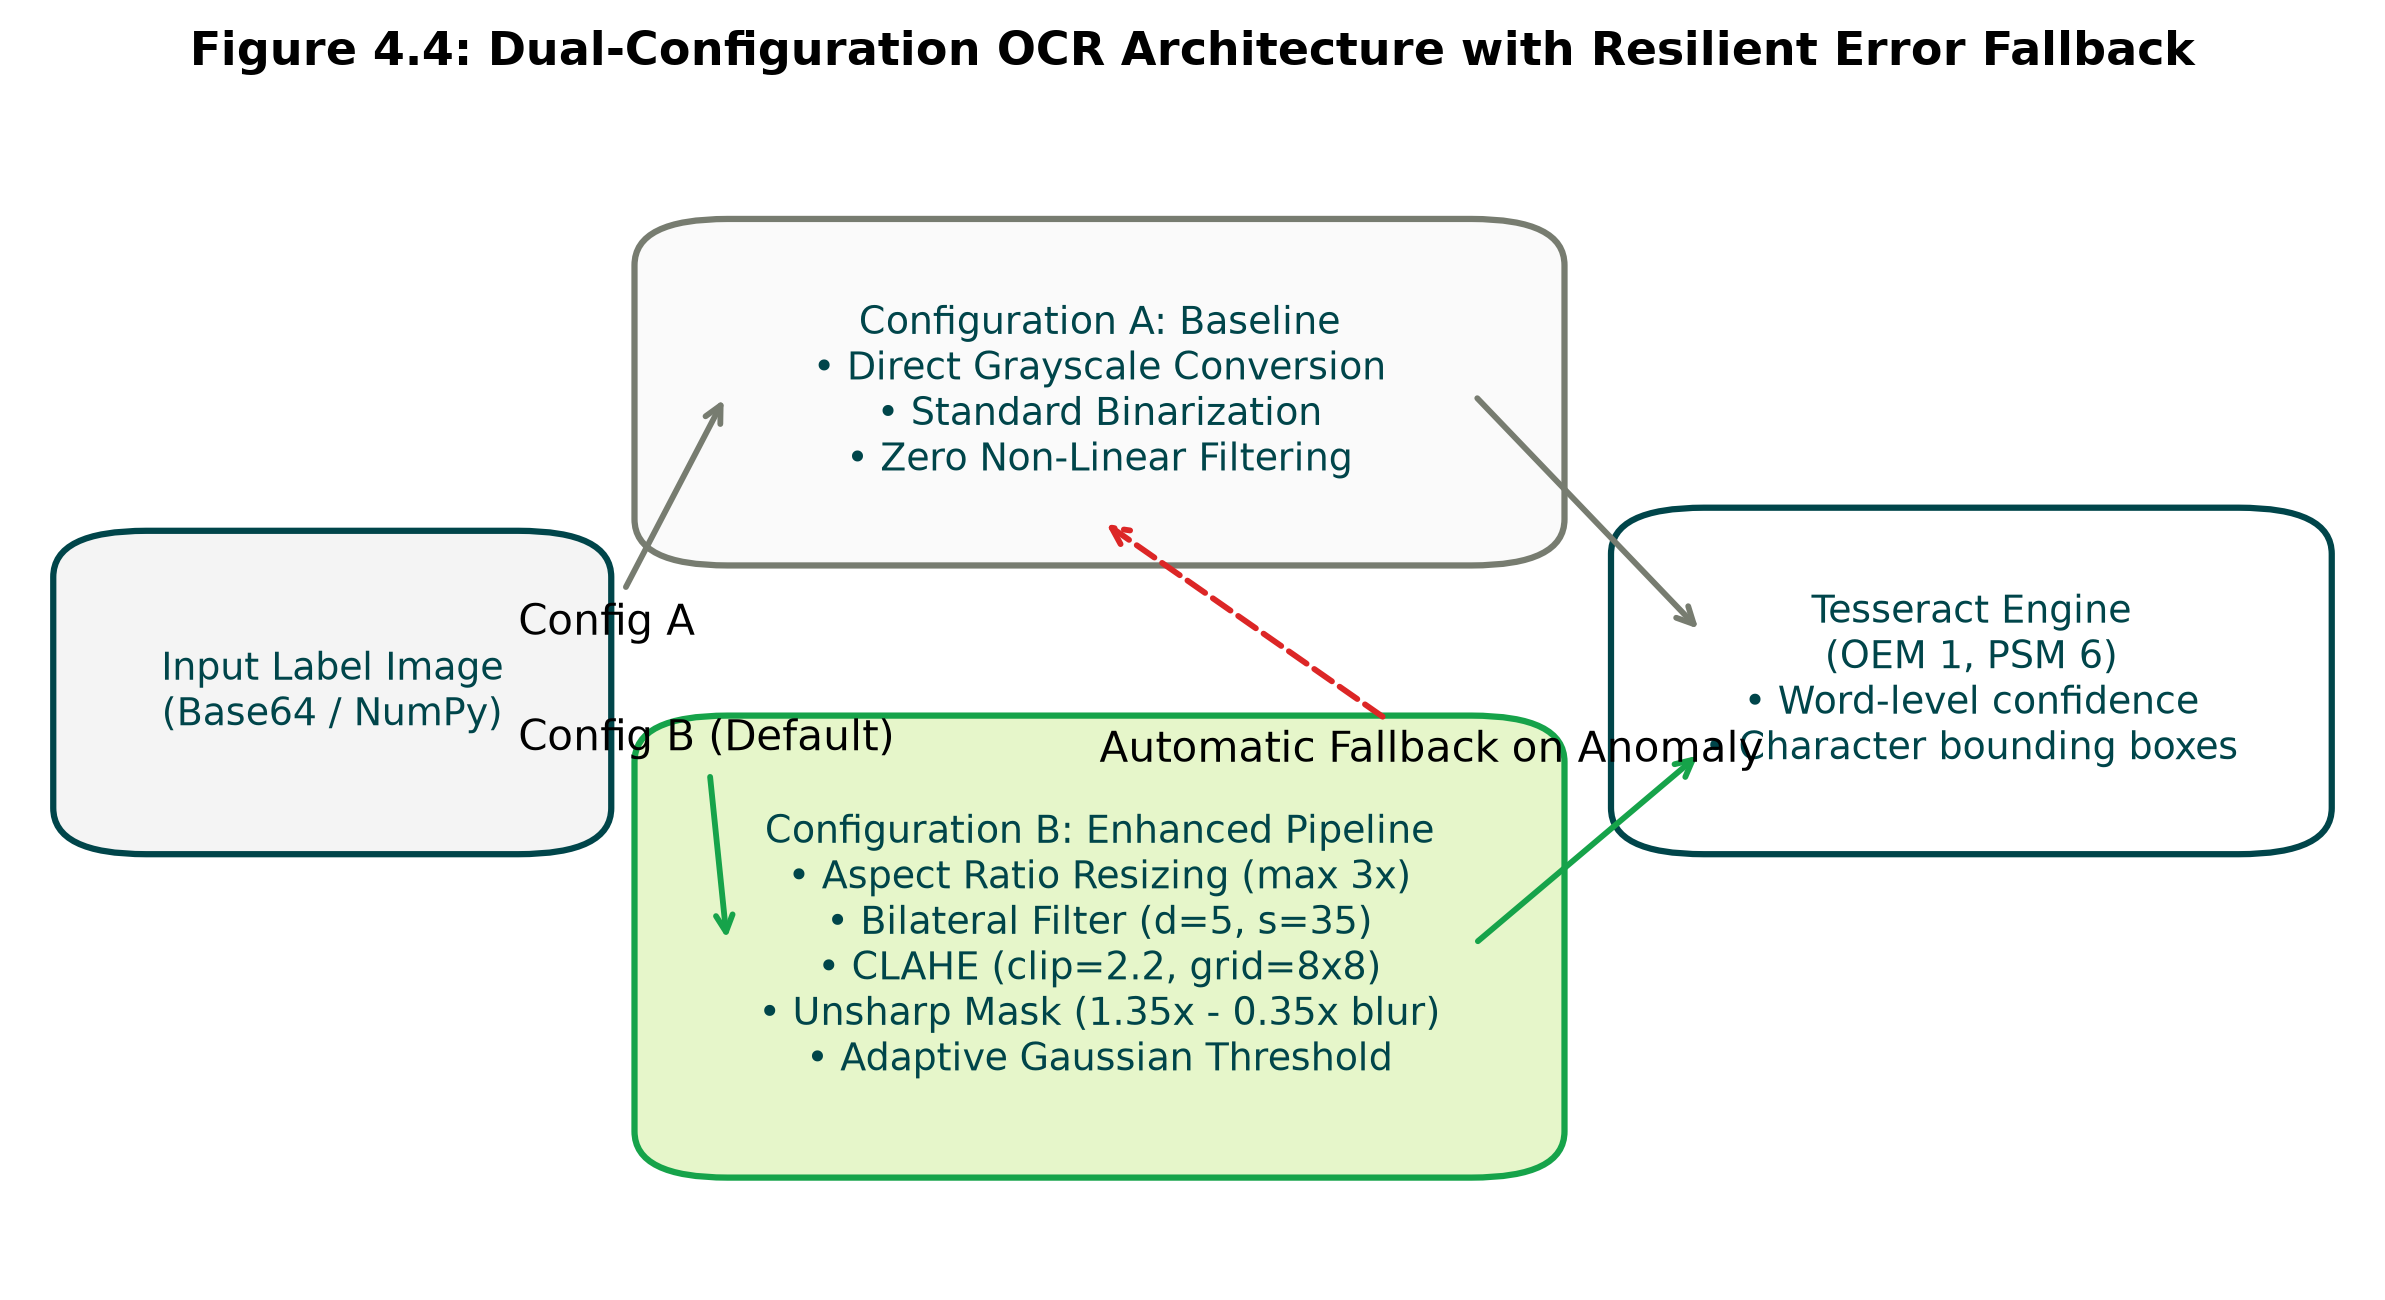 Figure 4.4: Dual-Configuration OCR Architecture with Resilient Error Fallback
Configuration A: Baseline
• Direct Grayscale Conversion
• Standard Binarization
• Zero Non-Linear Filtering
Config A
Input Label Image
(Base64 / NumPy)
Config B (Default)
Automatic Fallback on Anomaly
Configuration B: Enhanced Pipeline
• Aspect Ratio Resizing (max 3x)
• Bilateral Filter (d=5, s=35)
• CLAHE (clip=2.2, grid=8x8)
• Unsharp Mask (1.35x - 0.35x blur)
• Adaptive Gaussian Threshold
Tesseract Engine
(OEM 1, PSM 6)
• Word-level confidence
• Character bounding boxes